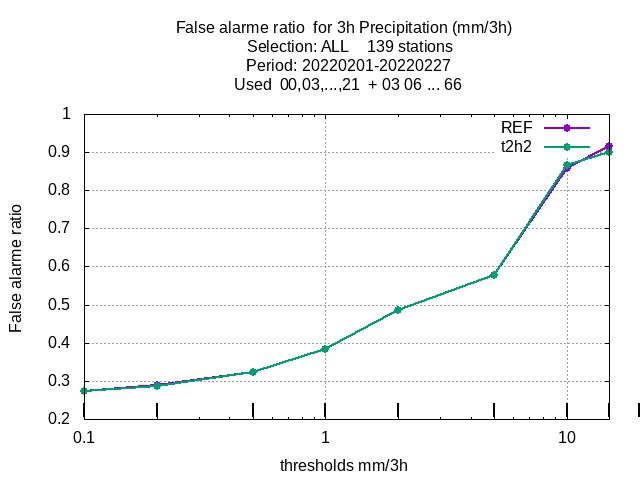 False alarme ratio  for 3h Precipitation (mm/3h)
Selection: ALL    139 stations
Period: 20220201-20220227
Used  00,03,...,21  + 03 06 ... 66
REF
t2h2
False alarme ratio
1
0.9
0.8
0.7
0.6
0.5
0.4
0.3
0.2
0.1
1
10
thresholds mm/3h